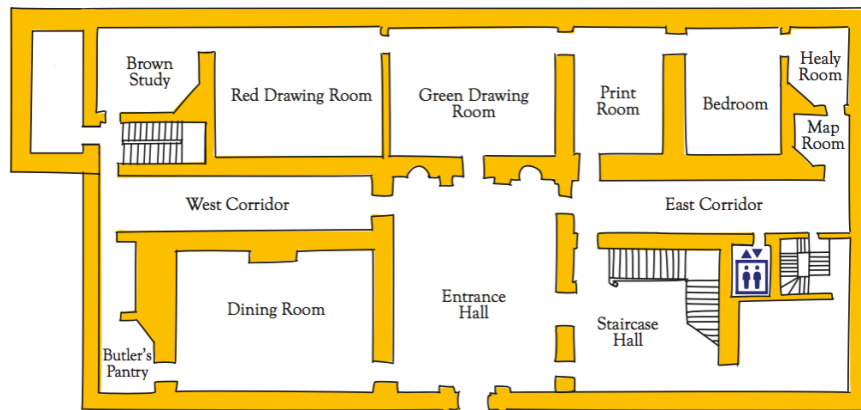 Brown
Study
Red Drawing Room
Green Drawing
Room
Print
Room
Bedroom
Healy
Room
Map
Room
West Corridor
East Corridor
Dining Room
Entrance
Hall
Staircase
Hall
Butler's
Pantry